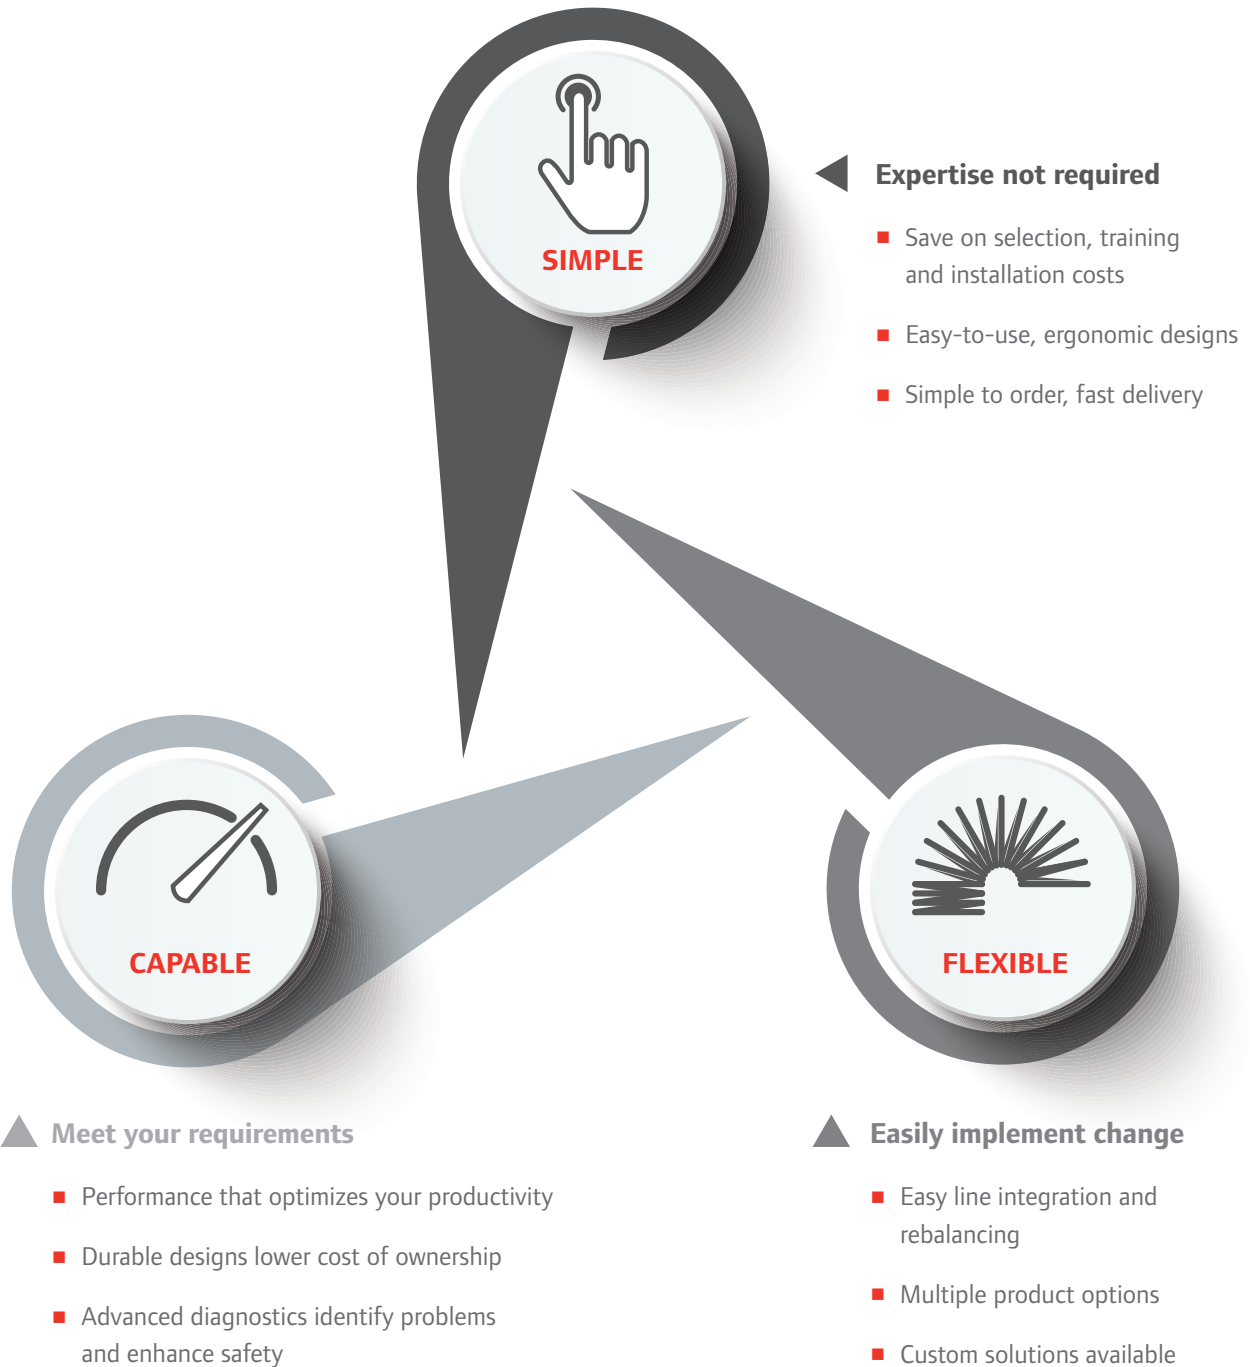 SIMPLE
Expertise not required
Save on selection, training
and installation costs
Easy-to-use, ergonomic designs
Simple to order, fast delivery
CAPABLE
FLEXIBLE
Meet your requirements
Performance that optimizes your productivity
Durable designs lower cost of ownership
Advanced diagnostics identify problems
and enhance safety
Easily implement change
Easy line integration and
rebalancing
Multiple product options
Custom solutions available